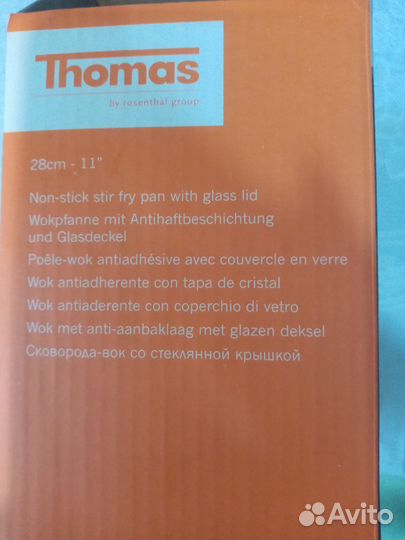 Thomas
by rosenthal group
28cm - 11"
Non-stick stir fry pan with glass lid
Wokpfanne mit Antihaftbeschichtung
und Glasdeckel
Poêle-wok antiadhésive avec couvercle en verre
Wok antiadherente con tapa de cristal
Wok antiaderente con coperchio di vetro
Wok met anti-aanbaklaag met glazen deksel
Сковорода-вок со стеклянной крышкой
Avito